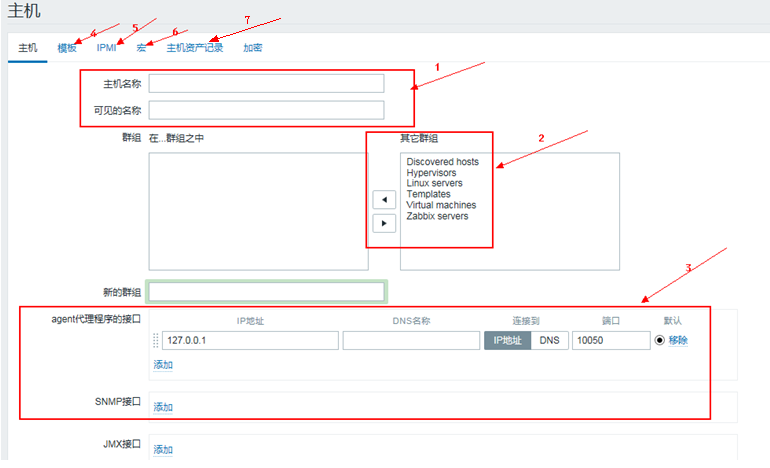 主机
7
4
5
6
主机 模板 IPMI 宏 主机资产记录 加密
1
主机名称
可见的名称
群组 在...群组之中 其它群组
2
Discovered hosts
Hypervisors
Linux servers
Templates
Virtual machines
Zabbix servers
3
新的群组
agent代理程序的接口 IP地址 DNS名称 连接到 端口 默认
127.0.0.1 IP地址 DNS 10050 移除
添加
SNMP接口 添加
JMX接口 添加